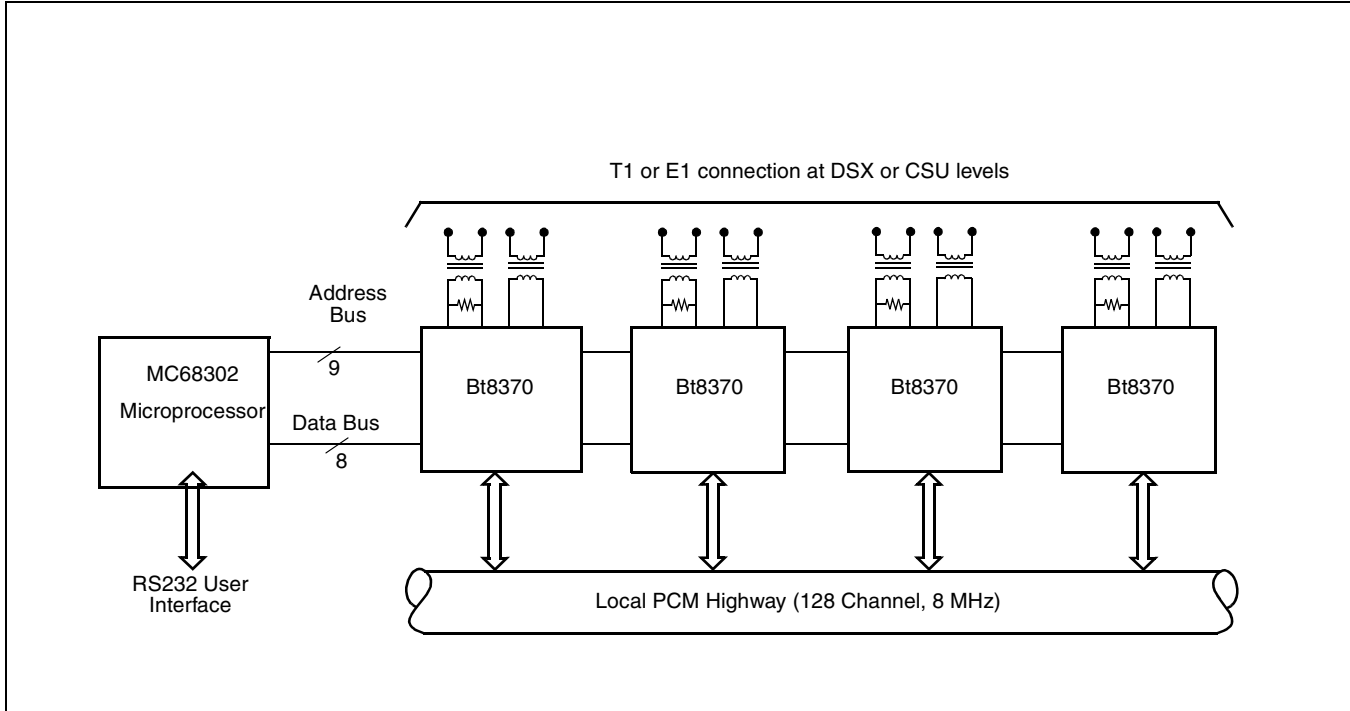 T1 or E1 connection at DSX or CSU levels
Address
Bus
9
MC68302
Microprocessor
Data Bus
8
Bt8370
Bt8370
Bt8370
Bt8370
RS232 User
Interface
Local PCM Highway (128 Channel, 8 MHz)